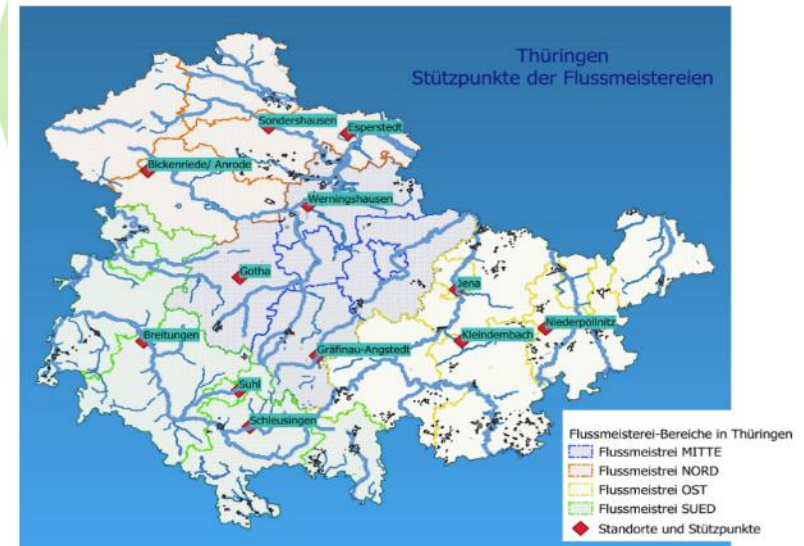 Thüringen
Stützpunkte der Flussmeistereien
Sondershausen
Esperstedt
Bickenriede/ Anrode
Werningshausen
Gotha
Jena
Breitungen
Kleindembach
Niederpöllnitz
Gräfinau-Angstedt
Suhl
Schleusingen
Flussmeisterei-Bereiche in Thüringen
Flussmeistrei MITTE
Flussmeistrei NORD
Flussmeistrei OST
Flussmeistrei SUED
Standorte und Stützpunkte